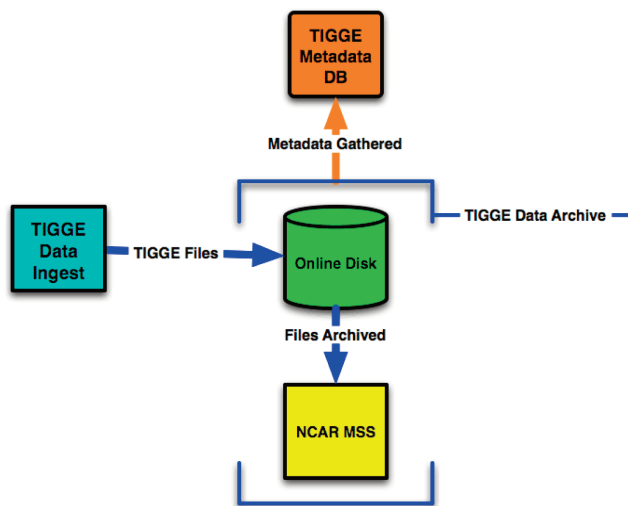 TIGGE
Metadata
DB
Metadata Gathered
TIGGE Data Archive
TIGGE
Data
Ingest
TIGGE Files
Online Disk
Files Archived
NCAR MSS